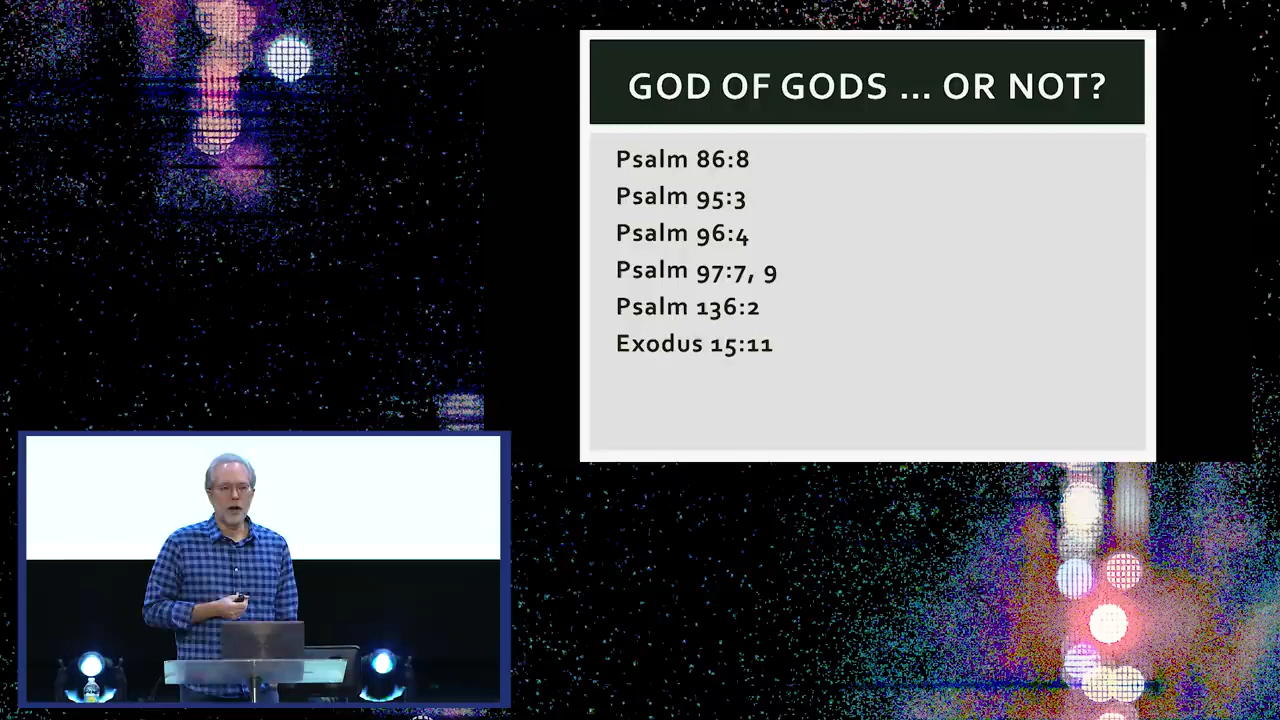 GOD OF GODS ... OR NOT?
Psalm 86:8
Psalm 95:3
Psalm 96:4
Psalm 97:7, 9
Psalm 136:2
Exodus 15:11